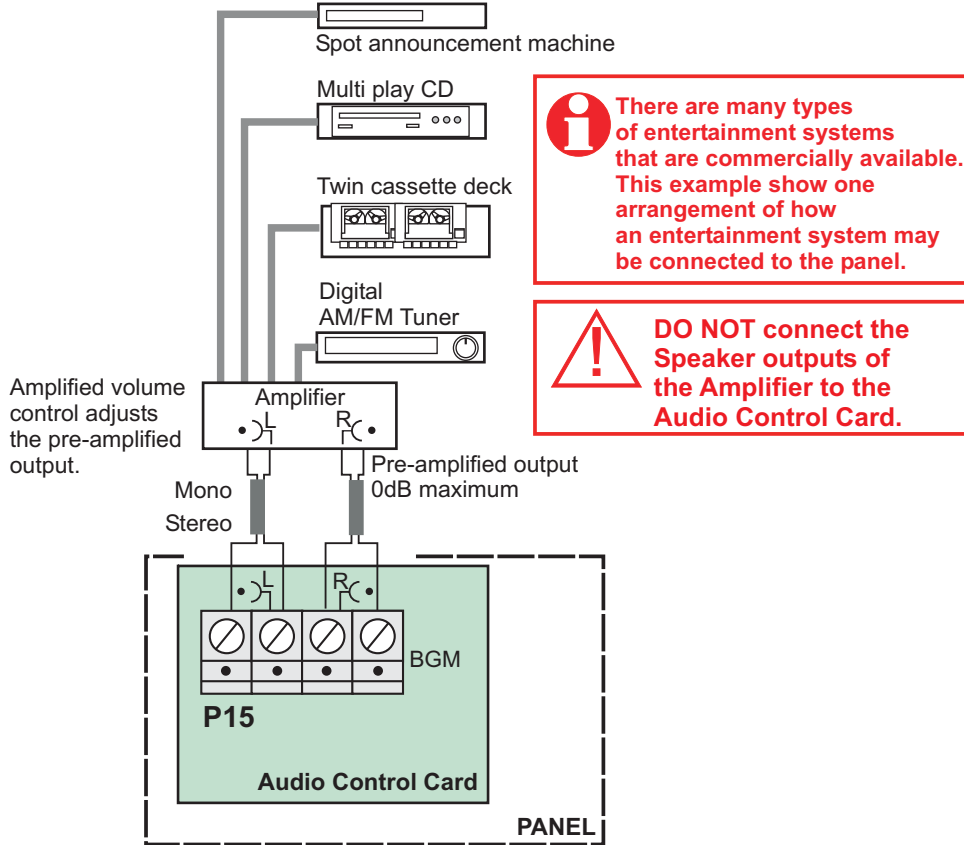 Spot announcement machine
Multi play CD
Twin cassette deck
Digital
AM/FM Tuner
There are many types
of entertainment systems
that are commercially available.
This example show one
arrangement of how
an entertainment system may
be connected to the panel.
!
DO NOT connect the
Speaker outputs of
the Amplifier to the
Audio Control Card.
Amplified volume
control adjusts
the pre-amplified
output.
Amplifier
L R
Pre-amplified output
0dB maximum
Mono
Stereo
L R
BGM
P15
Audio Control Card
PANEL